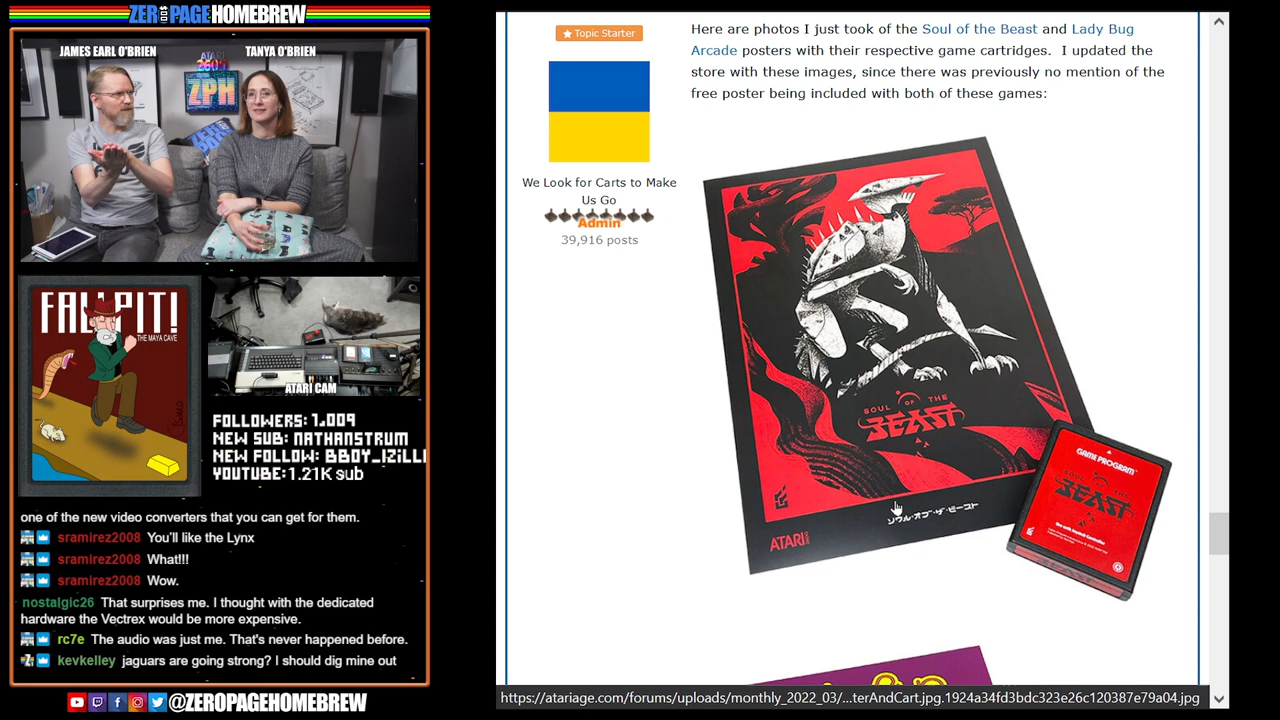 ZERO PAGE HOMEBREW
JAMES EARL O'BRIEN
TANYA O'BRIEN
ATARI
2600
ZPH
FALLPIT!
THE MAYA CAVE
ATARI CAM
FOLLOWERS: 1,009
NEW SUB: NATHANSTRUM
NEW FOLLOW: BBOY_IZILL
YOUTUBE: 1.21K sub
one of the new video converters that you can get for them.
sramirez2008 You'll like the Lynx
sramirez2008 What!!!
sramirez2008 Wow.
nostalgic26 That surprises me. I thought with the dedicated
hardware the Vectrex would be more expensive.
rc7e The audio was just me. That's never happened before.
kevkelley jaguars are going strong? I should dig mine out
@ZEROPAGEHOMEBREW
Topic Starter
We Look for Carts to Make
Us Go
Admin
39,916 posts
Here are photos I just took of the Soul of the Beast and Lady Bug
Arcade posters with their respective game cartridges. I updated the
store with these images, since there was previously no mention of the
free poster being included with both of these games:
SOUL OF THE
BEAST
ソウル・オブ・ザ・ビースト
ATARI
GAME PROGRAM™
SOUL OF THE
BEAST
Use with Joystick Controller
https://atariage.com/forums/uploads/monthly_2022_03/...terAndCart.jpg.1924a34fd3bdc323e26c120387e79a04.jpg